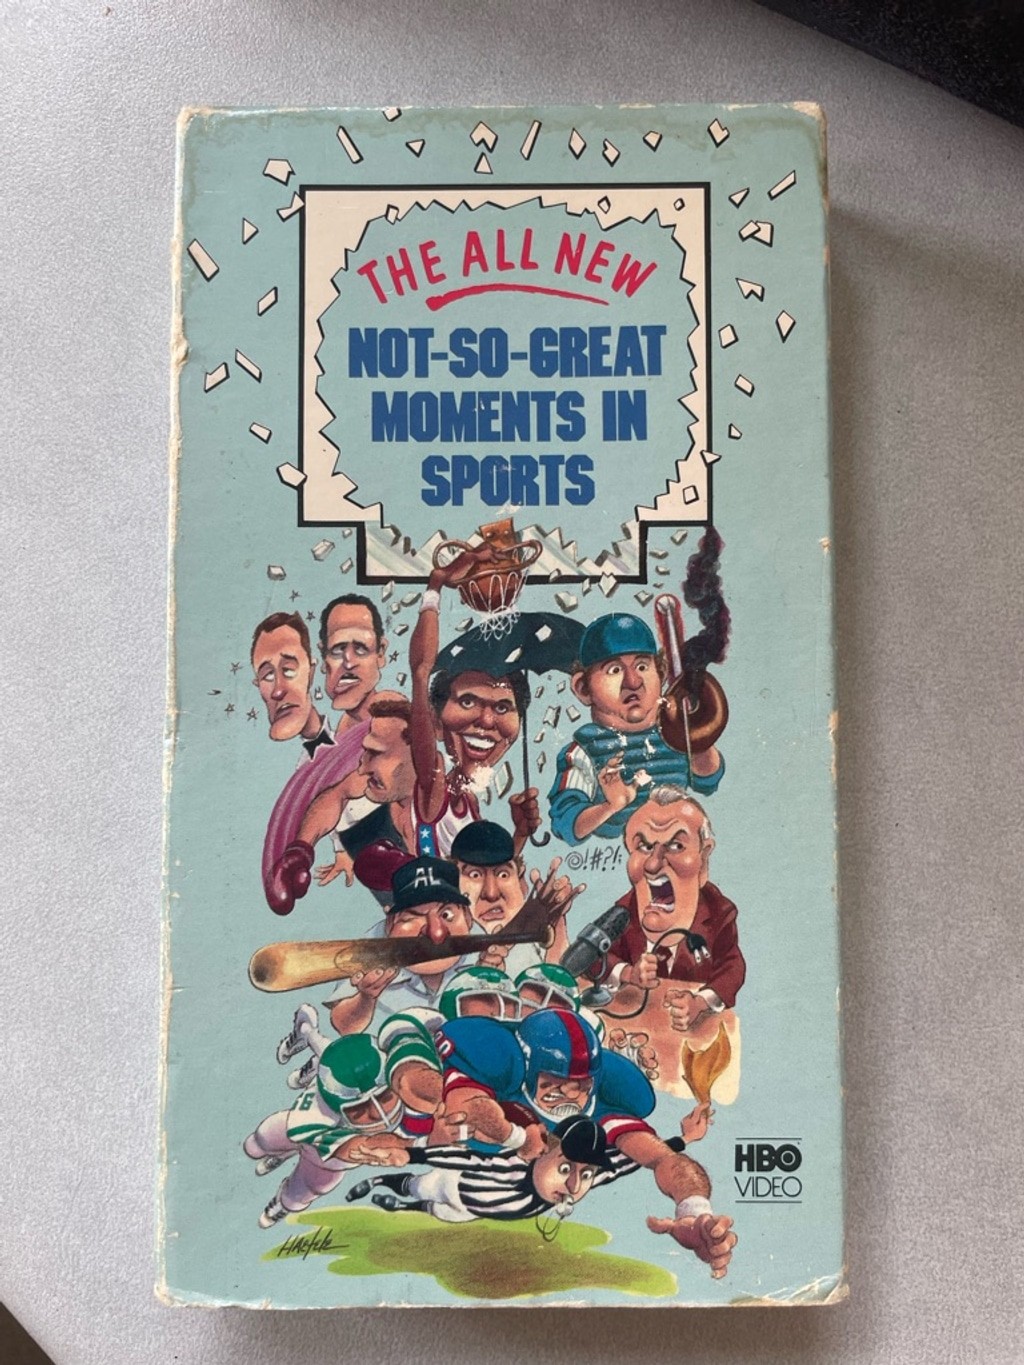 THE ALL NEW
NOT-SO-GREAT
MOMENTS IN
SPORTS
@!#?!;
AL
HBO
VIDEO